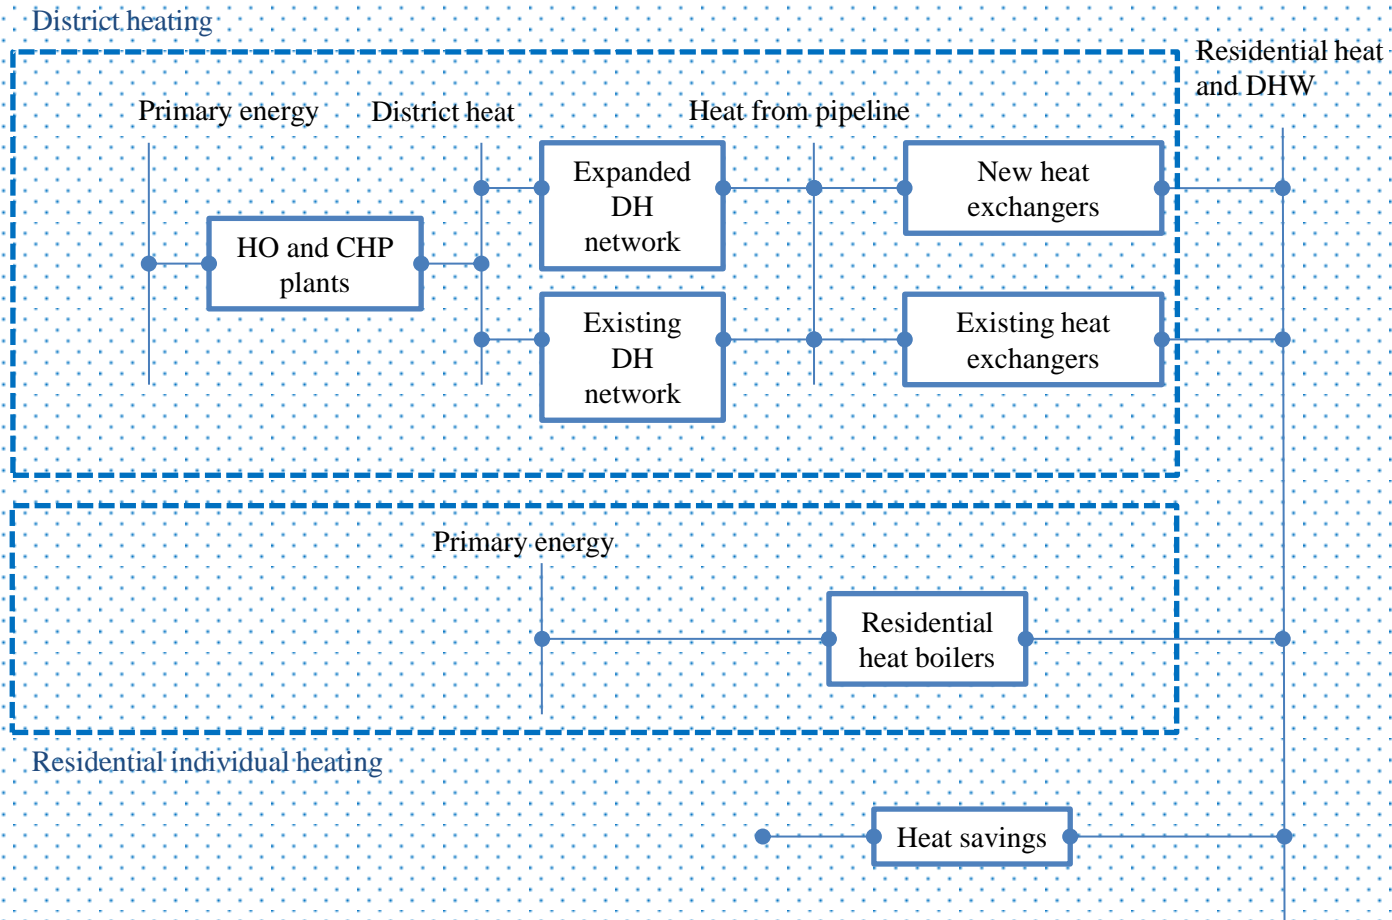 District heating
Residential heat
and DHW
Primary energy
District heat
Heat from pipeline
Expanded
DH
network
New heat
exchangers
HO and CHP
plants
Existing
DH
network
Existing heat
exchangers
Primary energy
Residential
heat boilers
Residential individual heating
Heat savings